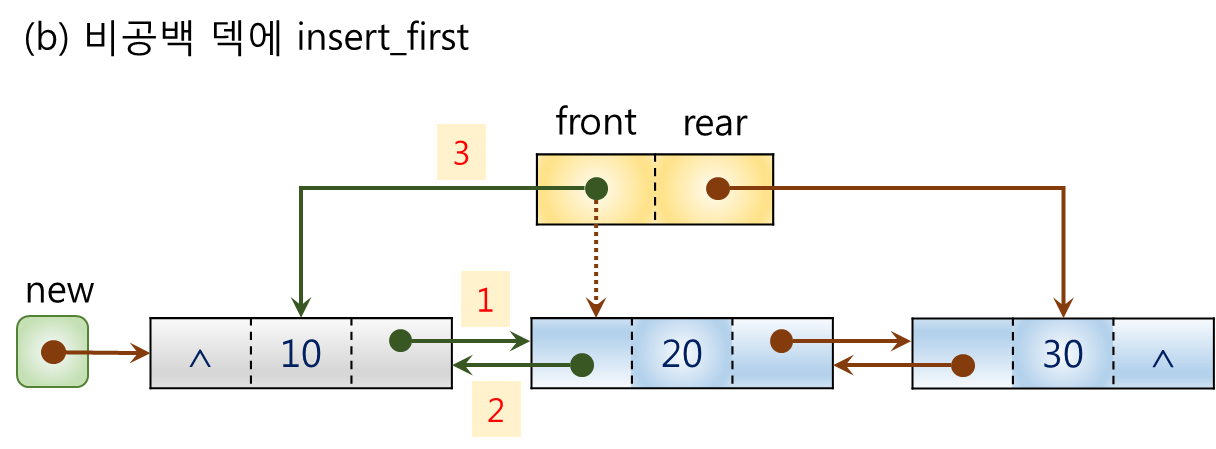 (b) 비공백 덱에 insert_first
front rear
3
new
1
^ 10 20 30 ^
2